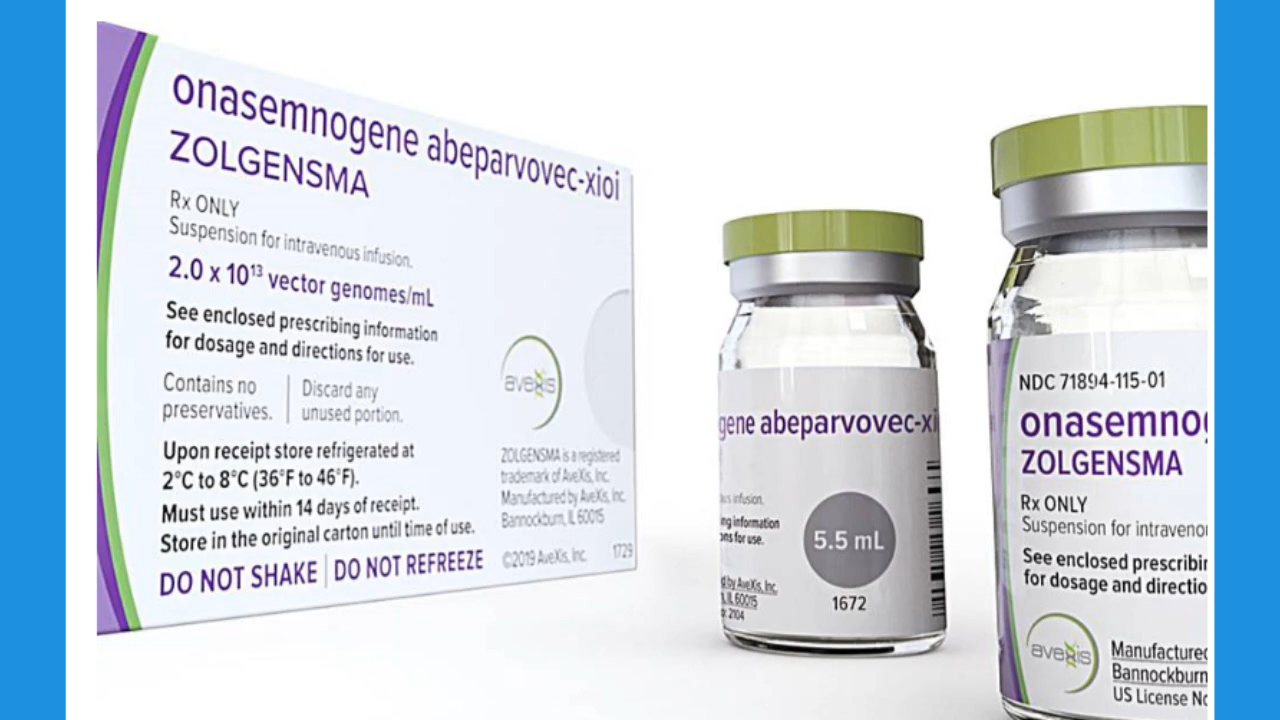 onasemnogene abeparvovec-xioi
ZOLGENSMA
Rx ONLY
Suspension for intravenous infusion.
2.0 x 10¹³ vector genomes/mL
See enclosed prescribing information
for dosage and directions for use.
Contains no
preservatives.
Discard any
unused portion.
Upon receipt store refrigerated at
2°C to 8°C (36°F to 46°F).
Must use within 14 days of receipt.
Store in the original carton until time of use.
DO NOT SHAKE
DO NOT REFREEZE
avexis
ZOLGENSMA is a registered
trademark of AveXis, Inc.
Manufactured by AveXis, Inc.
Bannockburn, IL 60015
©2019 AveXis, Inc.
1729
gene abeparvovec-xi
infusion.
information
for use.
5.5 mL
by AveXis, Inc.
IL 60015
2104
1672
NDC 71894-115-01
onasemnog
ZOLGENSMA
Rx ONLY
Suspension for intraveno
See enclosed prescribi
for dosage and directio
avexis
Manufacture
Bannockburn
US License No